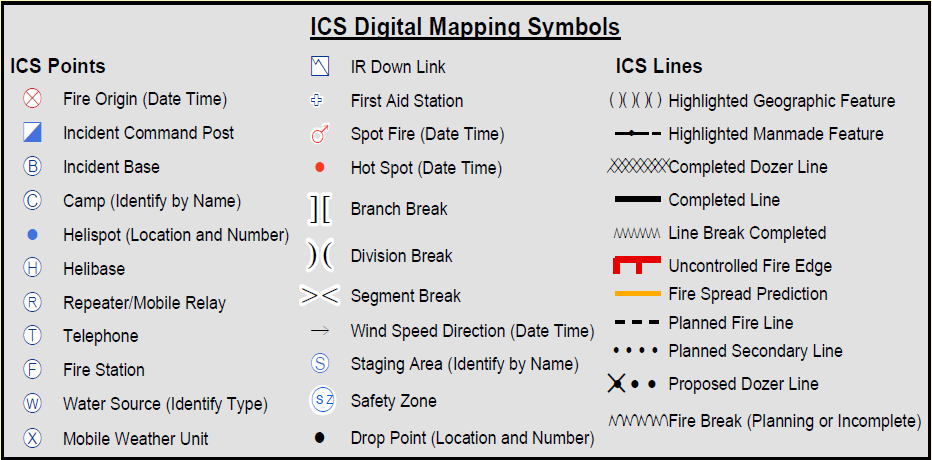 ICS Digital Mapping Symbols
ICS Points
Fire Origin (Date Time)
Incident Command Post
B Incident Base
C Camp (Identify by Name)
Helispot (Location and Number)
H Helibase
R Repeater/Mobile Relay
T Telephone
F Fire Station
W Water Source (Identify Type)
X Mobile Weather Unit
IR Down Link
First Aid Station
Spot Fire (Date Time)
Hot Spot (Date Time)
][ Branch Break
)( Division Break
>< Segment Break
Wind Speed Direction (Date Time)
S Staging Area (Identify by Name)
SZ Safety Zone
Drop Point (Location and Number)
ICS Lines
()()()() Highlighted Geographic Feature
Highlighted Manmade Feature
Completed Dozer Line
Completed Line
Line Break Completed
Uncontrolled Fire Edge
Fire Spread Prediction
Planned Fire Line
Planned Secondary Line
Proposed Dozer Line
Fire Break (Planning or Incomplete)